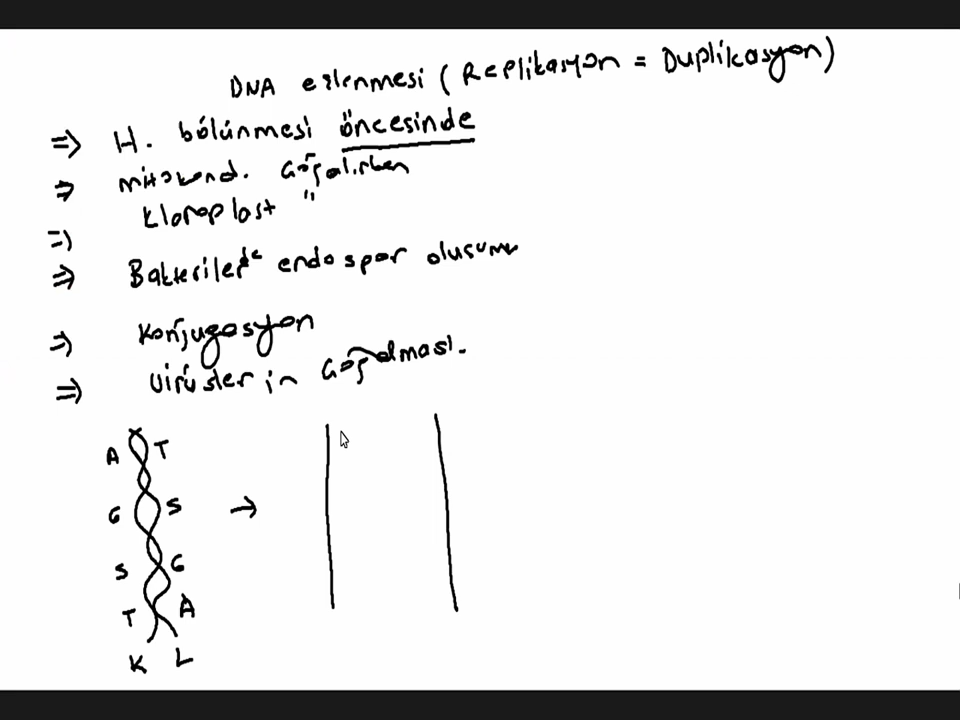 DNA eşlenmesi (Replikasyon = Duplikasyon)
⇒ H. bölünmesi öncesinde
⇒ mitokond. çoğalırken
⇒ kloroplast "
⇒ Bakterilerde endospor oluşumu
⇒ Konjugasyon
⇒ virüslerin çoğalması.
A T
G S →
S G
T A
K L